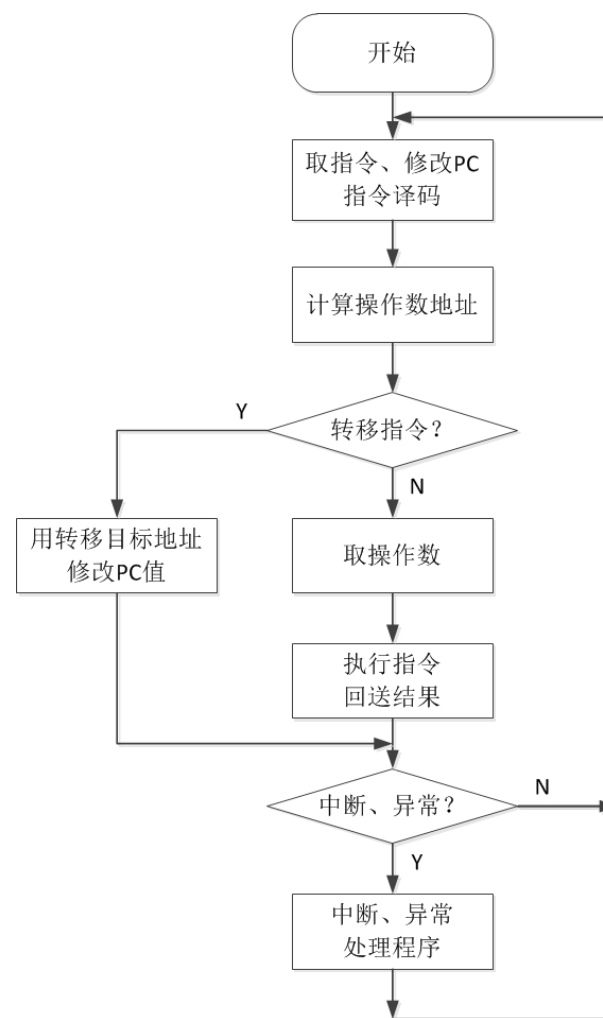 开始
取指令、修改PC
指令译码
计算操作数地址
转移指令？
Y
N
用转移目标地址
修改PC值
取操作数
执行指令
回送结果
中断、异常？
N
Y
中断、异常
处理程序